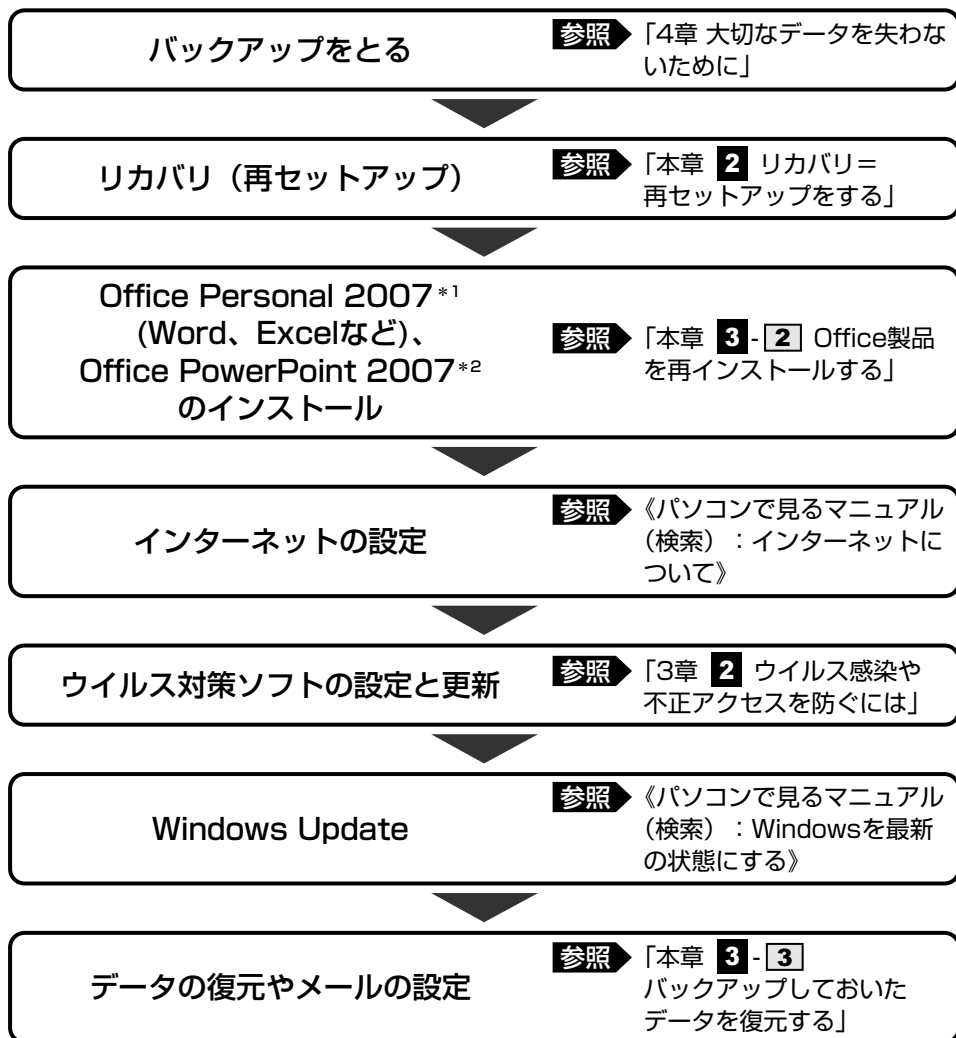 バックアップをとる
参照 「4章 大切なデータを失わな
いために」
リカバリ（再セットアップ）
参照 「本章 2 リカバリ＝
再セットアップをする」
Office Personal 2007*1
(Word、Excelなど)、
Office PowerPoint 2007*2
のインストール
参照 「本章 3-2 Office製品
を再インストールする」
インターネットの設定
参照 《パソコンで見るマニュアル
（検索）：インターネットに
ついて》
ウイルス対策ソフトの設定と更新
参照 「3章 2 ウイルス感染や
不正アクセスを防ぐには」
Windows Update
参照 《パソコンで見るマニュアル
（検索）：Windowsを最新
の状態にする》
データの復元やメールの設定
参照 「本章 3-3
バックアップしておいた
データを復元する」